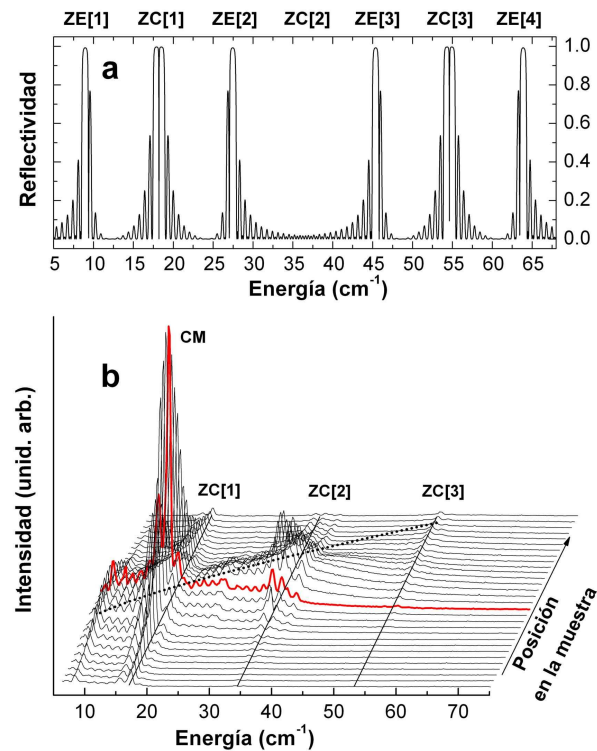 ZE[1] ZC[1] ZE[2] ZC[2] ZE[3] ZC[3] ZE[4]
a
Reflectividad
1.0
0.8
0.6
0.4
0.2
0.0
5 10 15 20 25 30 35 40 45 50 55 60 65
Energía (cm-1)
b
CM
ZC[1] ZC[2] ZC[3]
Intensidad (unid. arb.)
Posición
en la muestra
10 20 30 40 50 60 70
Energía (cm-1)